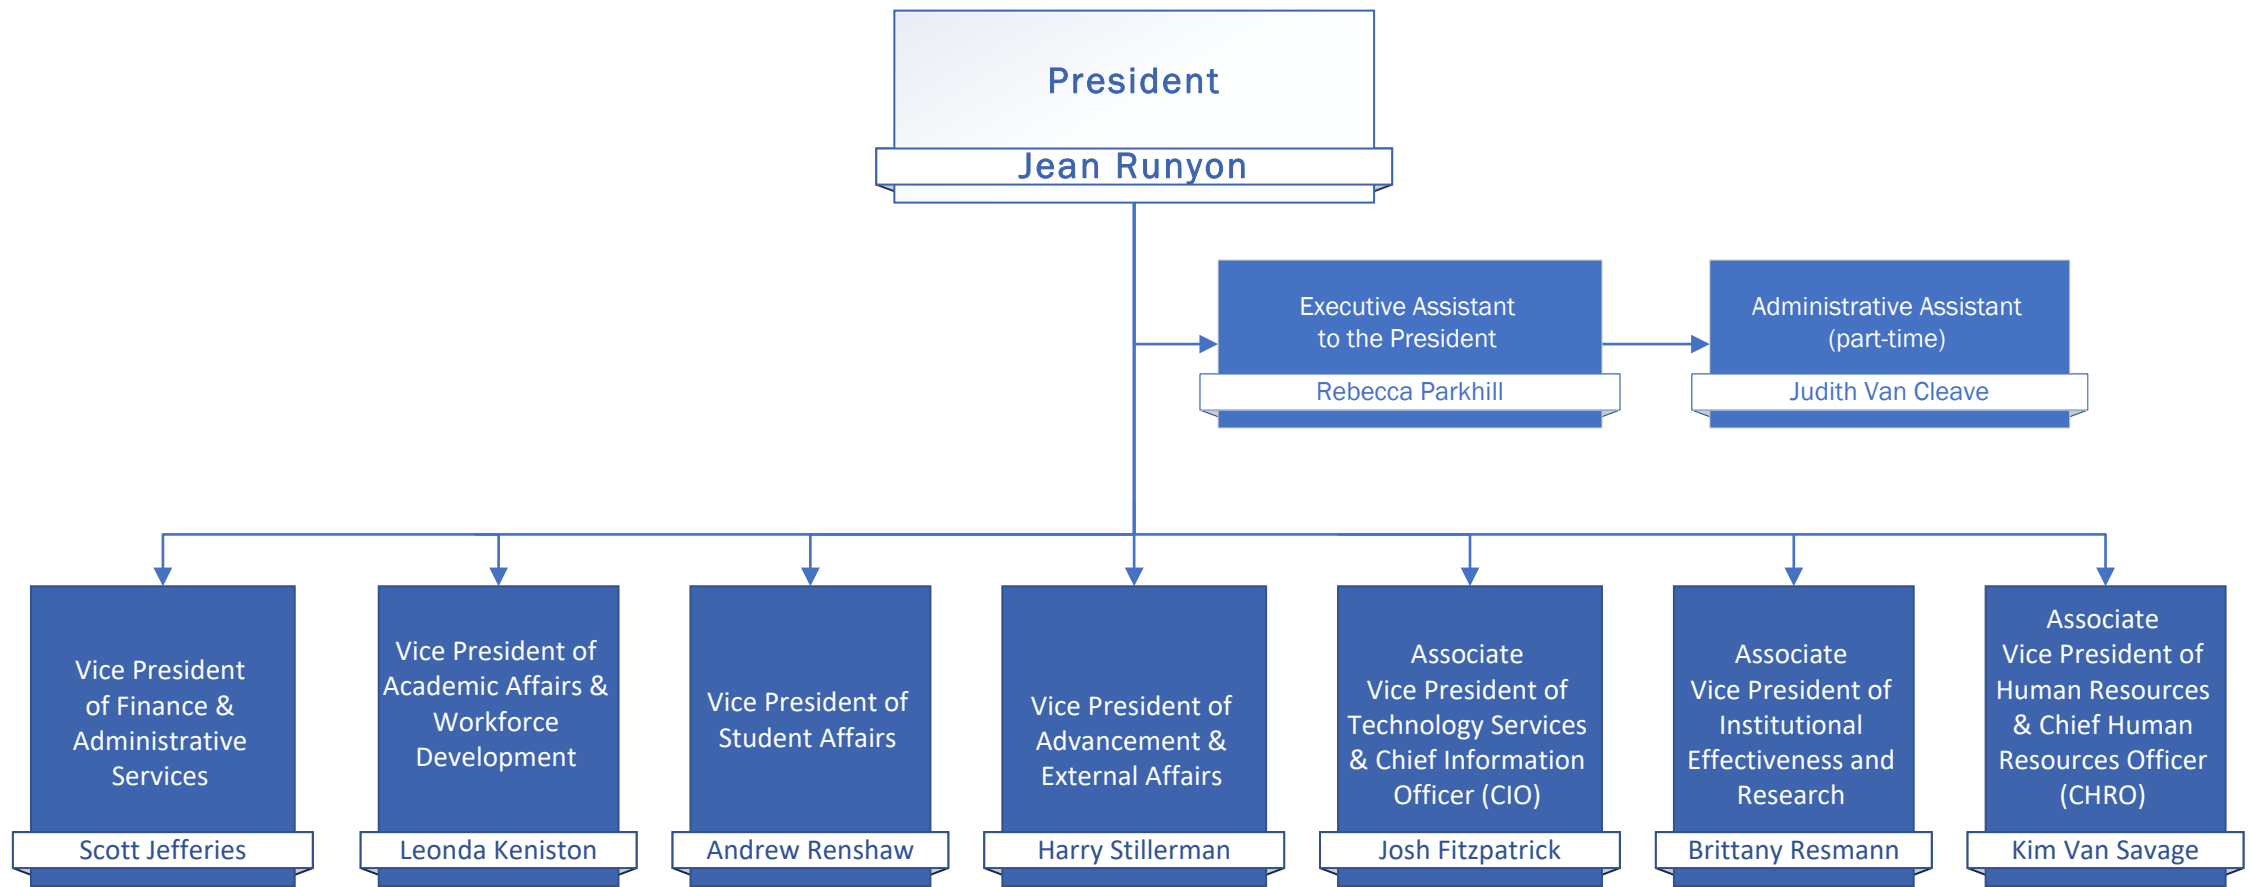 President
Jean Runyon
Executive Assistant
to the President
Rebecca Parkhill
Administrative Assistant
(part-time)
Judith Van Cleave
Vice President
of Finance &
Administrative
Services
Scott Jefferies
Vice President of
Academic Affairs &
Workforce
Development
Leonda Keniston
Vice President of
Student Affairs
Andrew Renshaw
Vice President of
Advancement &
External Affairs
Harry Stillerman
Associate
Vice President of
Technology Services
& Chief Information
Officer (CIO)
Josh Fitzpatrick
Associate
Vice President of
Institutional
Effectiveness and
Research
Brittany Resmann
Associate
Vice President of
Human Resources
& Chief Human
Resources Officer
(CHRO)
Kim Van Savage